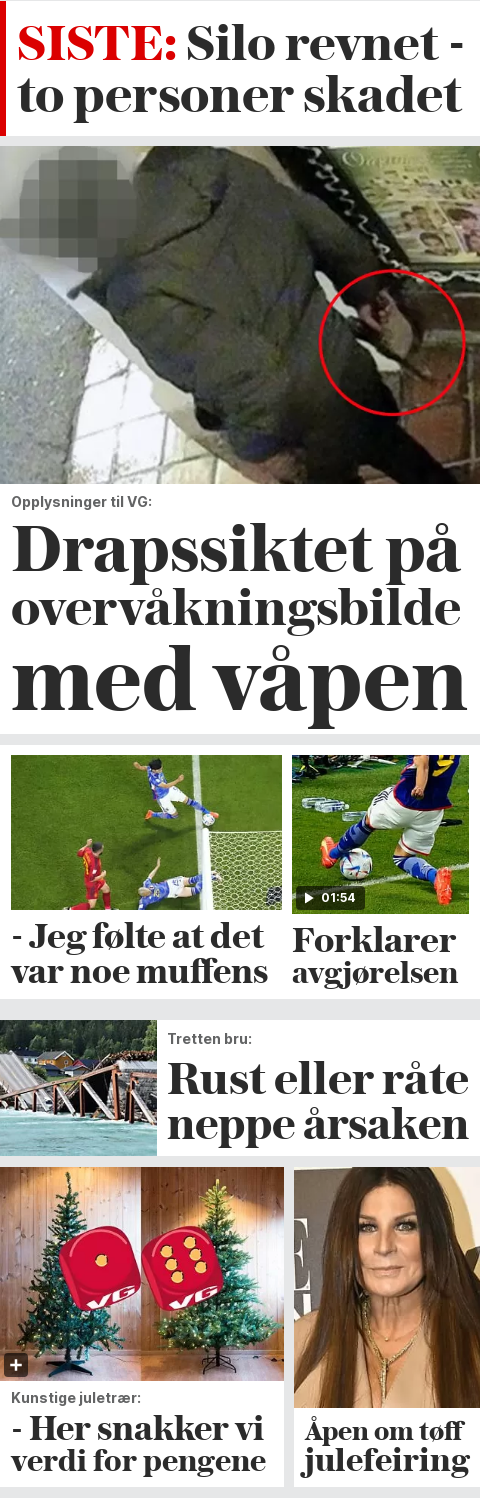 SISTE: Silo revnet -
to personer skadet
Opplysninger til VG:
Drapssiktet på
overvåkningsbilde
med våpen
- Jeg følte at det
var noe muffens
01:54
Forklarer
avgjørelsen
Tretten bru:
Rust eller råte
neppe årsaken
VG
VG
Kunstige juletrær:
- Her snakker vi
verdi for pengene
Åpen om tøff
julefeiring